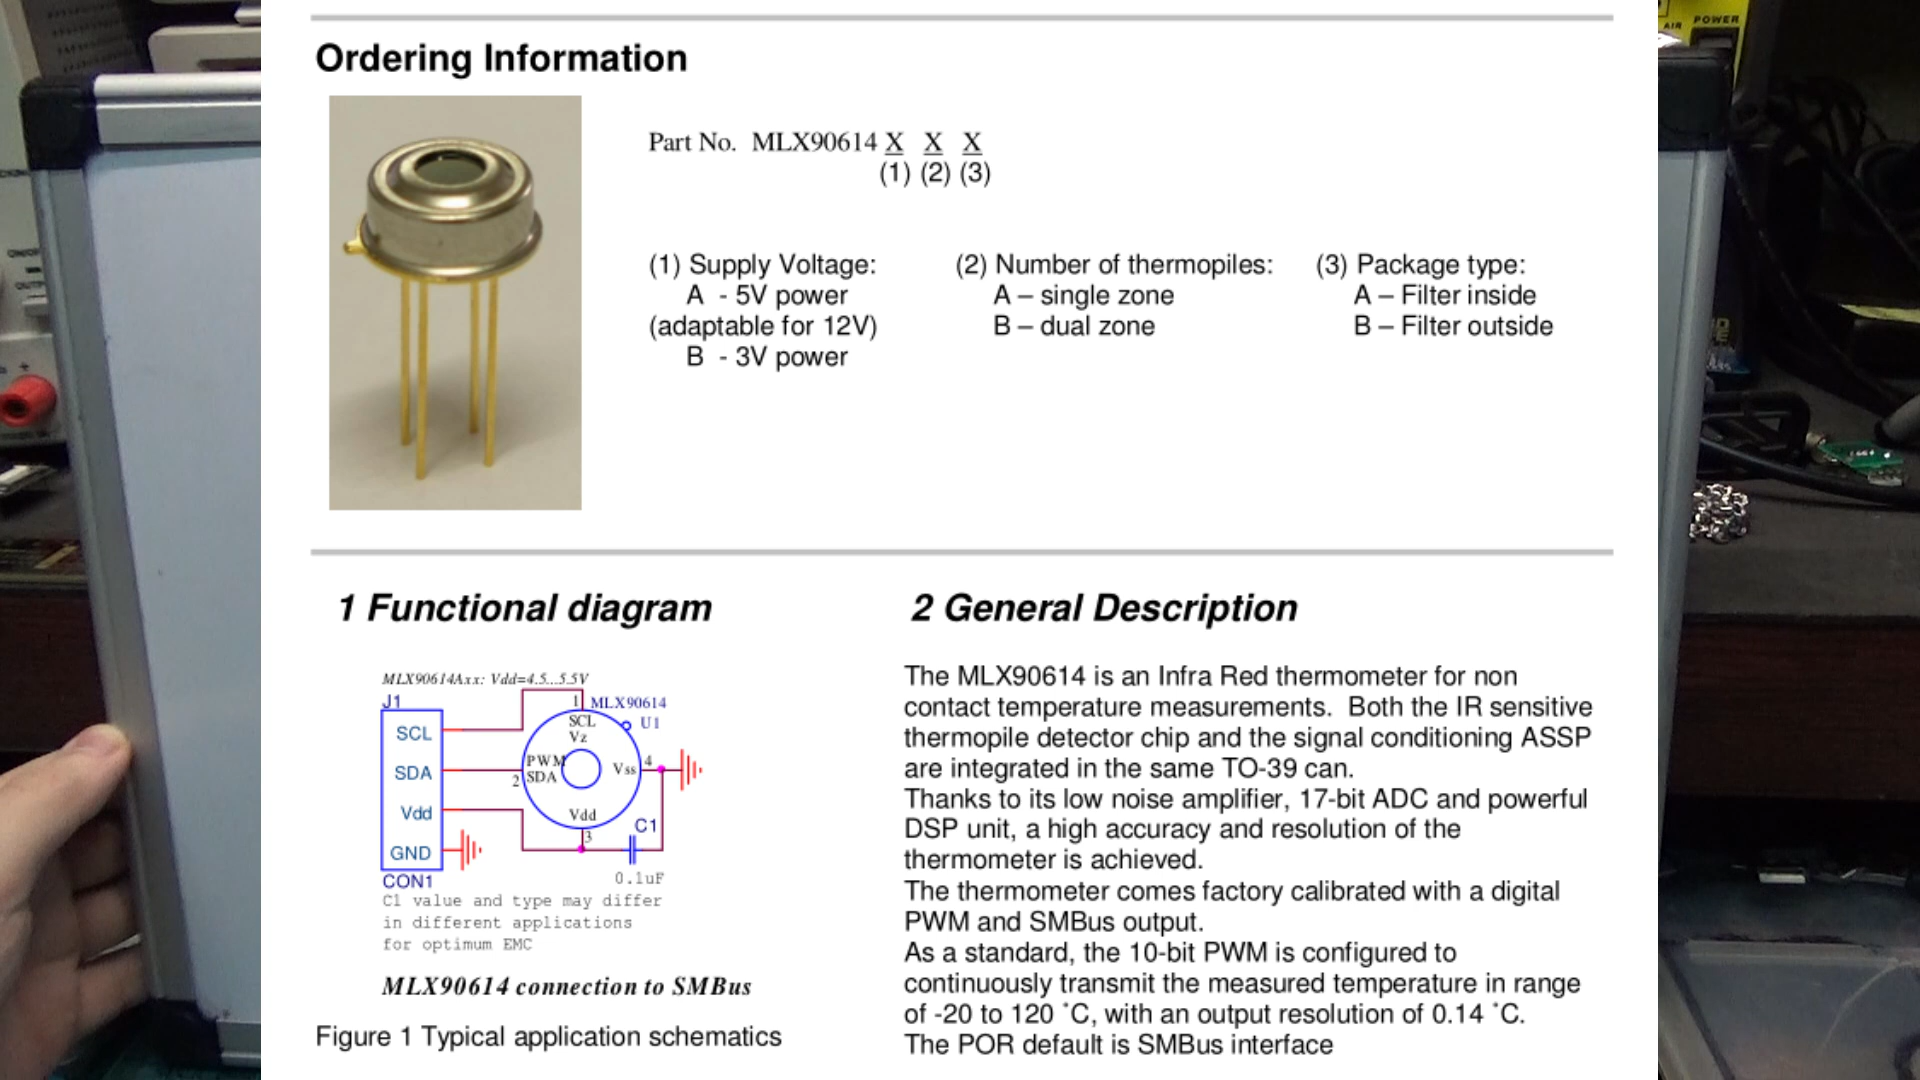 Ordering Information
Part No. MLX90614 X X X
(1) (2) (3)
(1) Supply Voltage:
A - 5V power
(adaptable for 12V)
B - 3V power
(2) Number of thermopiles:
A – single zone
B – dual zone
(3) Package type:
A – Filter inside
B – Filter outside
1 Functional diagram
MLX90614Axx: Vdd=4.5...5.5V
J1
SCL
SDA
Vdd
GND
CON1
1
MLX90614
U1
SCL
Vz
PWM
SDA
2
Vss
4
Vdd
3
C1
0.1uF
C1 value and type may differ
in different applications
for optimum EMC
MLX90614 connection to SMBus
Figure 1 Typical application schematics
2 General Description
The MLX90614 is an Infra Red thermometer for non
contact temperature measurements. Both the IR sensitive
thermopile detector chip and the signal conditioning ASSP
are integrated in the same TO-39 can.
Thanks to its low noise amplifier, 17-bit ADC and powerful
DSP unit, a high accuracy and resolution of the
thermometer is achieved.
The thermometer comes factory calibrated with a digital
PWM and SMBus output.
As a standard, the 10-bit PWM is configured to
continuously transmit the measured temperature in range
of -20 to 120 ˚C, with an output resolution of 0.14 ˚C.
The POR default is SMBus interface
POWER
AIR